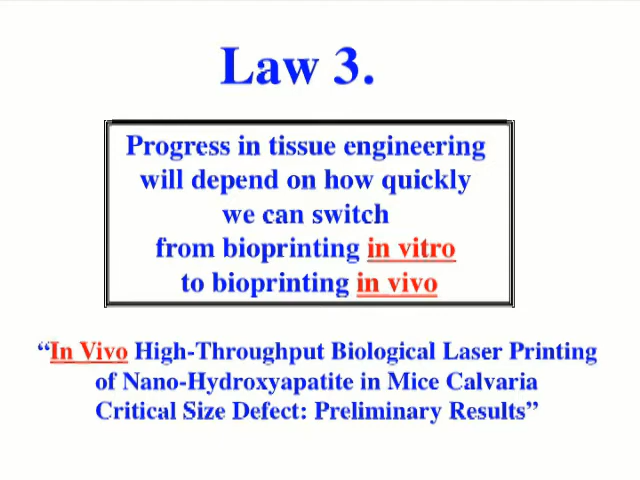 Law 3.
Progress in tissue engineering
will depend on how quickly
we can switch
from bioprinting in vitro
to bioprinting in vivo
“In Vivo High-Throughput Biological Laser Printing
of Nano-Hydroxyapatite in Mice Calvaria
Critical Size Defect: Preliminary Results”